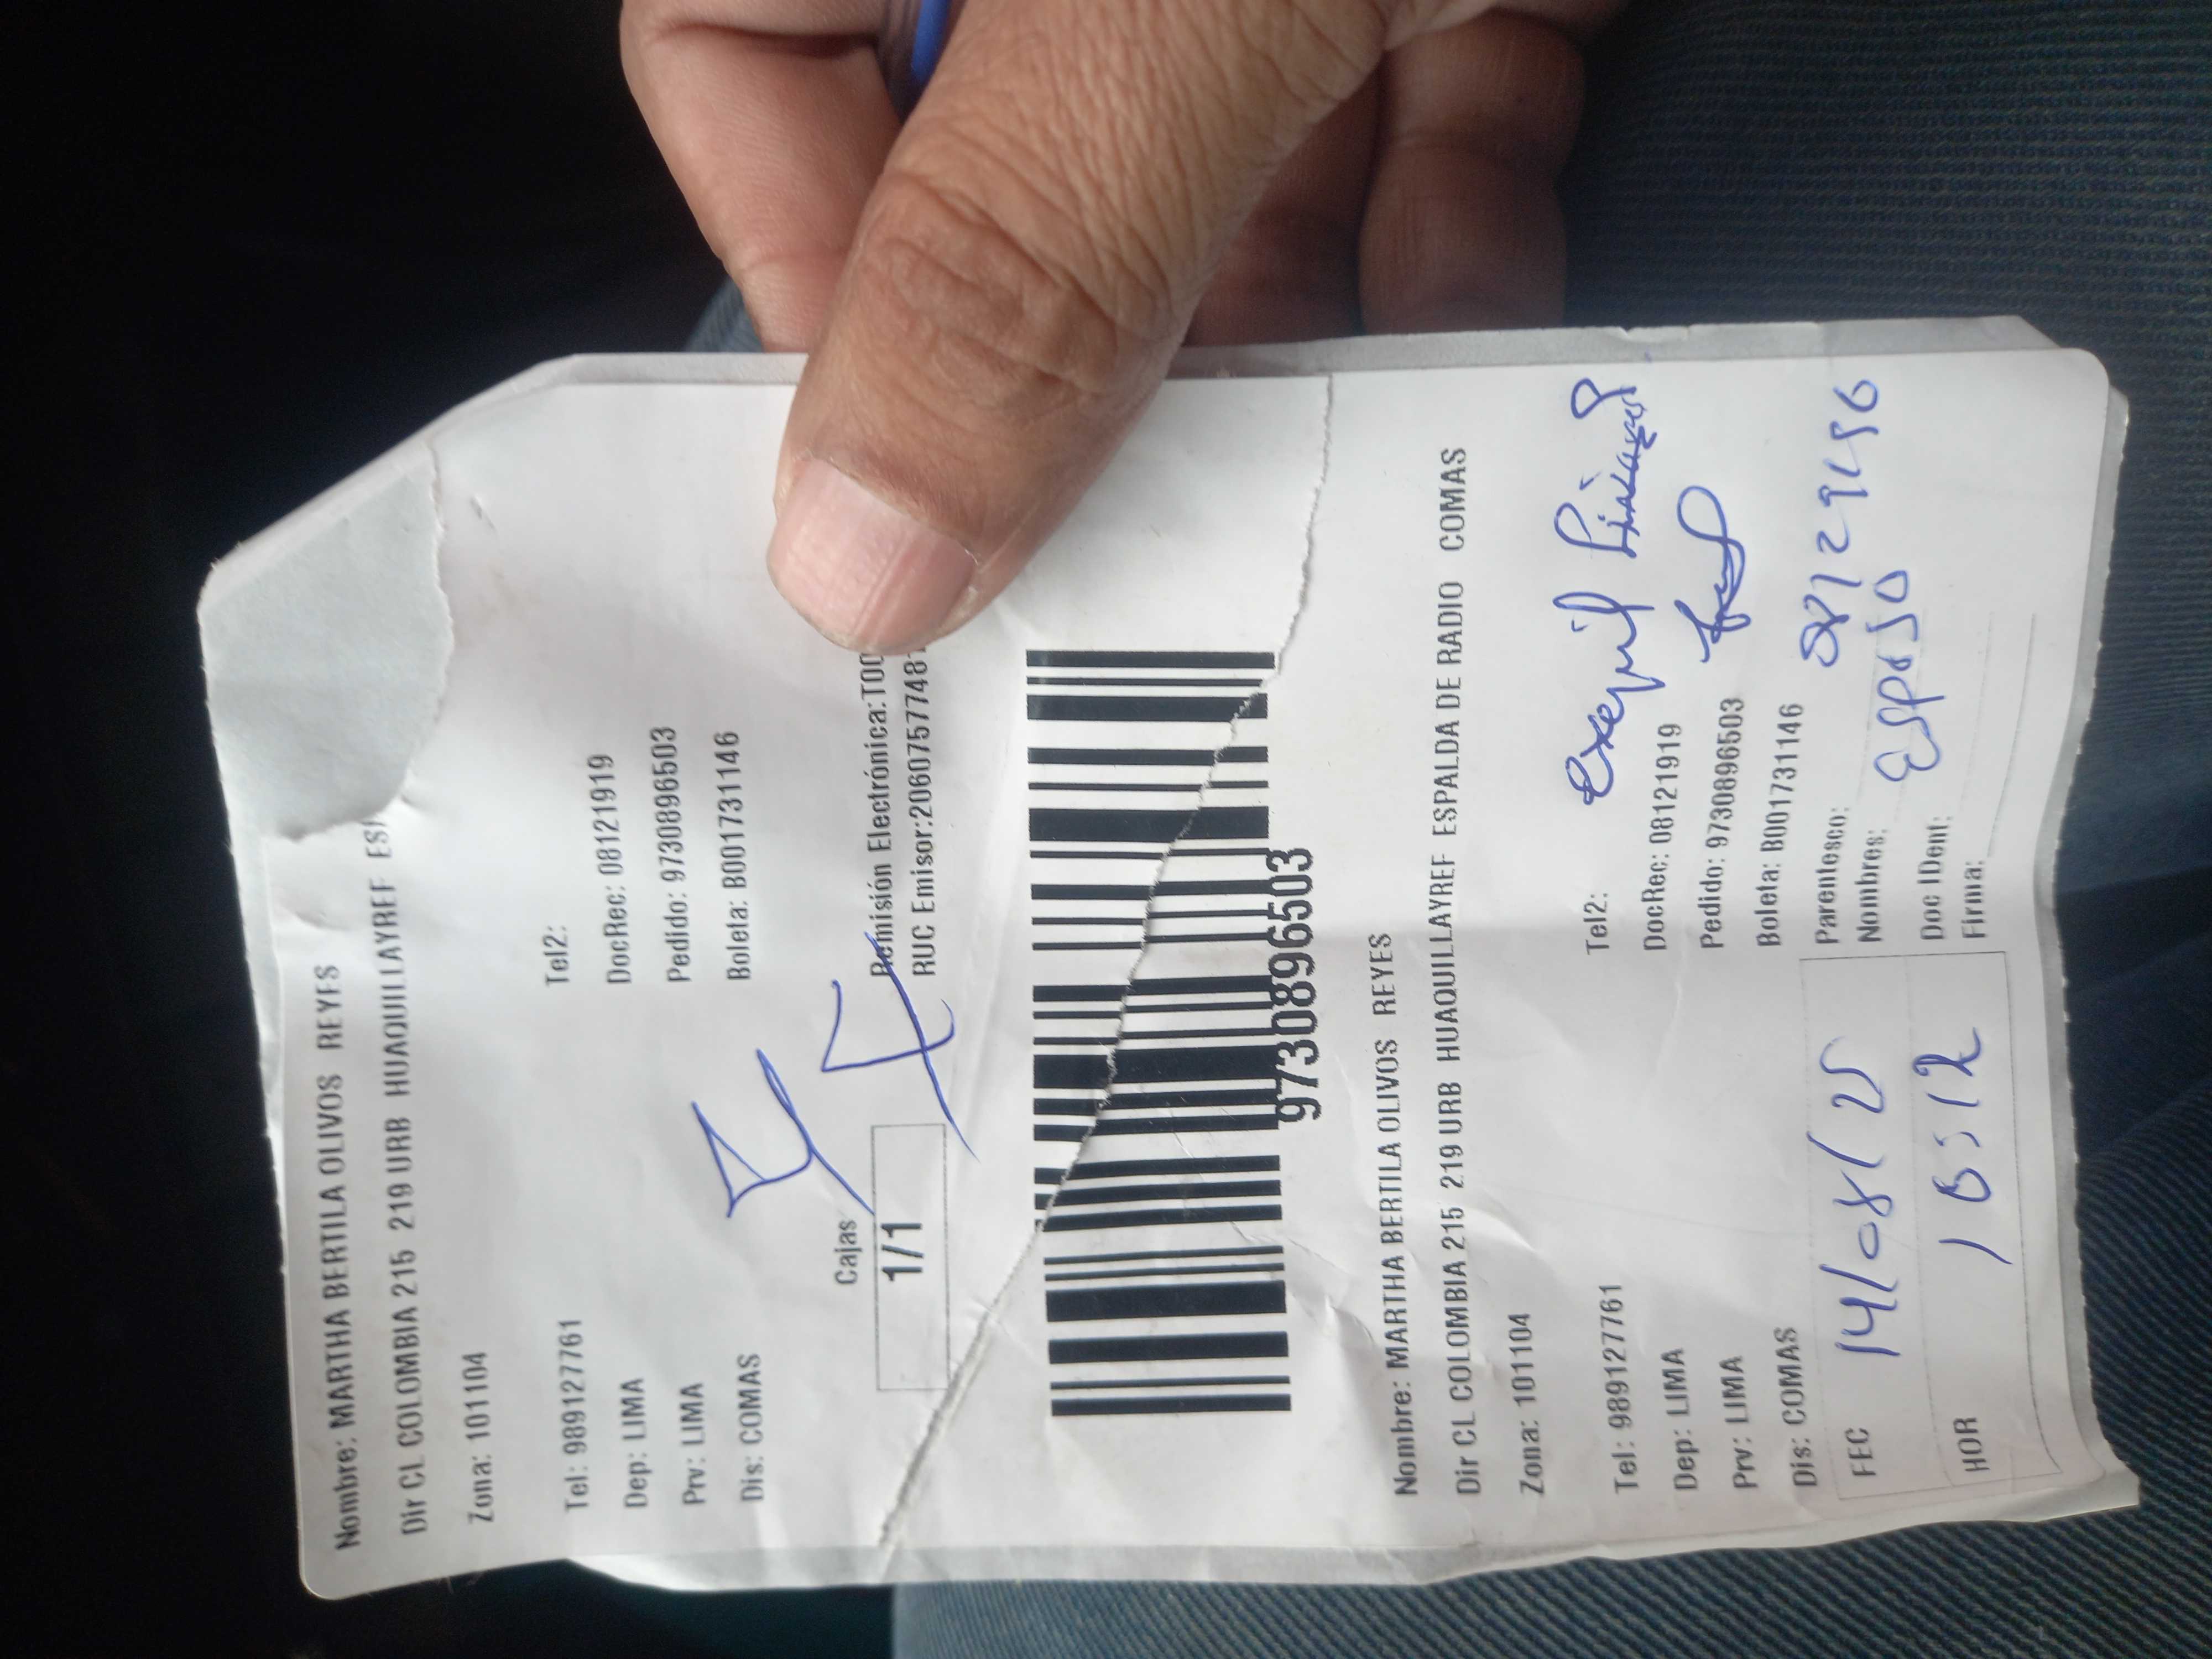 Nombre: MARTHA BERTILA OLIVOS REYES
Dir CL COLOMBIA 215 219 URB HUAQUILLAYREF
Zona: 101104
Tel: 989127761 Tel2:
Dep: LIMA DocRec: 08121919
Prv: LIMA Pedido: 9730896503
Dis: COMAS Boleta: B001731146
Cajas
1/1
Remisión Electrónica:T00
RUC Emisor:2060757748
9730896503
Nombre: MARTHA BERTILA OLIVOS REYES
Dir CL COLOMBIA 215 219 URB HUAQUILLAYREF ESPALDA DE RADIO COMAS
Zona: 101104
Tel: 989127761 Tel2:
Dep: LIMA DocRec: 08121919
Prv: LIMA Pedido: 9730896503
Dis: COMAS Boleta: B001731146
FEC 14/08/25 Parentesco:
Nombres: Esposo
HOR Doc IDent:
Firma: